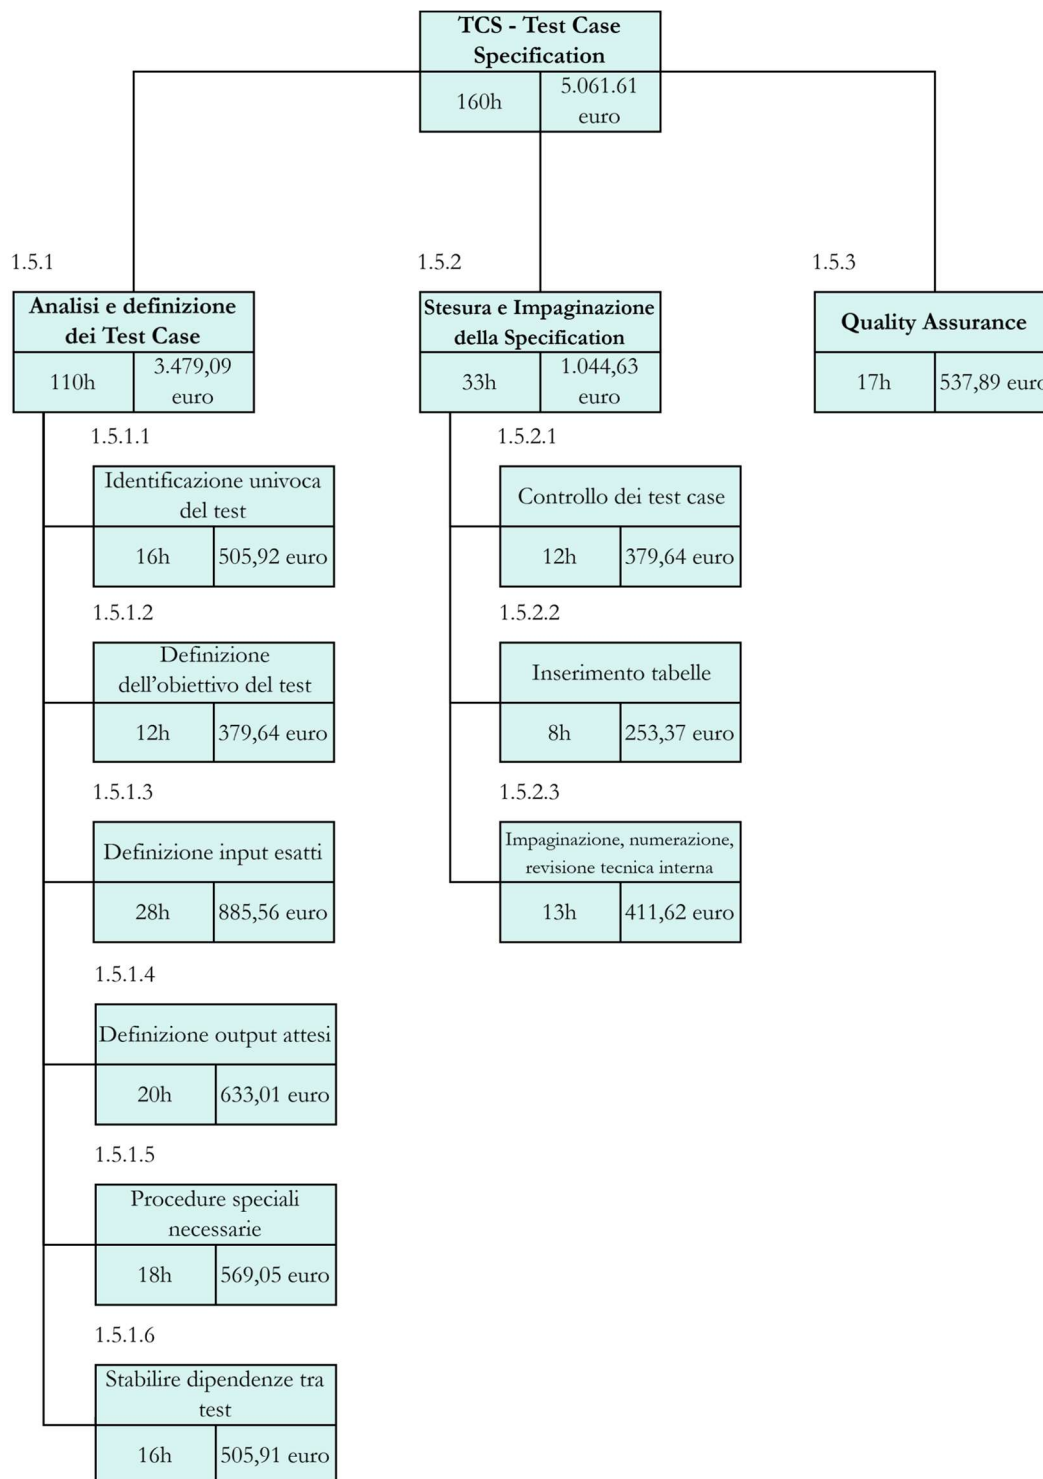 TCS - Test Case
Specification
160h
5.061.61
euro
1.5.1
Analisi e definizione
dei Test Case
110h
3.479,09
euro
1.5.1.1
Identificazione univoca
del test
16h
505,92 euro
1.5.1.2
Definizione
dell'obiettivo del test
12h
379,64 euro
1.5.1.3
Definizione input esatti
28h
885,56 euro
1.5.1.4
Definizione output attesi
20h
633,01 euro
1.5.1.5
Procedure speciali
necessarie
18h
569,05 euro
1.5.1.6
Stabilire dipendenze tra
test
16h
505,91 euro
1.5.2
Stesura e Impaginazione
della Specification
33h
1.044,63
euro
1.5.2.1
Controllo dei test case
12h
379,64 euro
1.5.2.2
Inserimento tabelle
8h
253,37 euro
1.5.2.3
Impaginazione, numerazione,
revisione tecnica interna
13h
411,62 euro
1.5.3
Quality Assurance
17h
537,89 euro